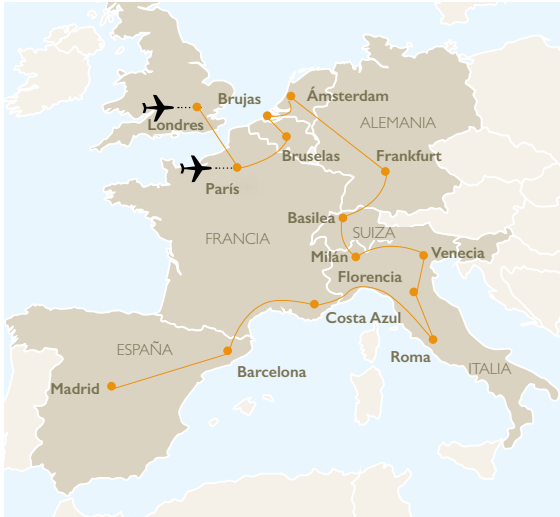 Brujas
Ámsterdam
Londres
ALEMANIA
Bruselas
Frankfurt
París
Basilea
SUIZA
FRANCIA
Milán
Venecia
Florencia
Costa Azul
ESPAÑA
Roma
Barcelona
ITALIA
Madrid